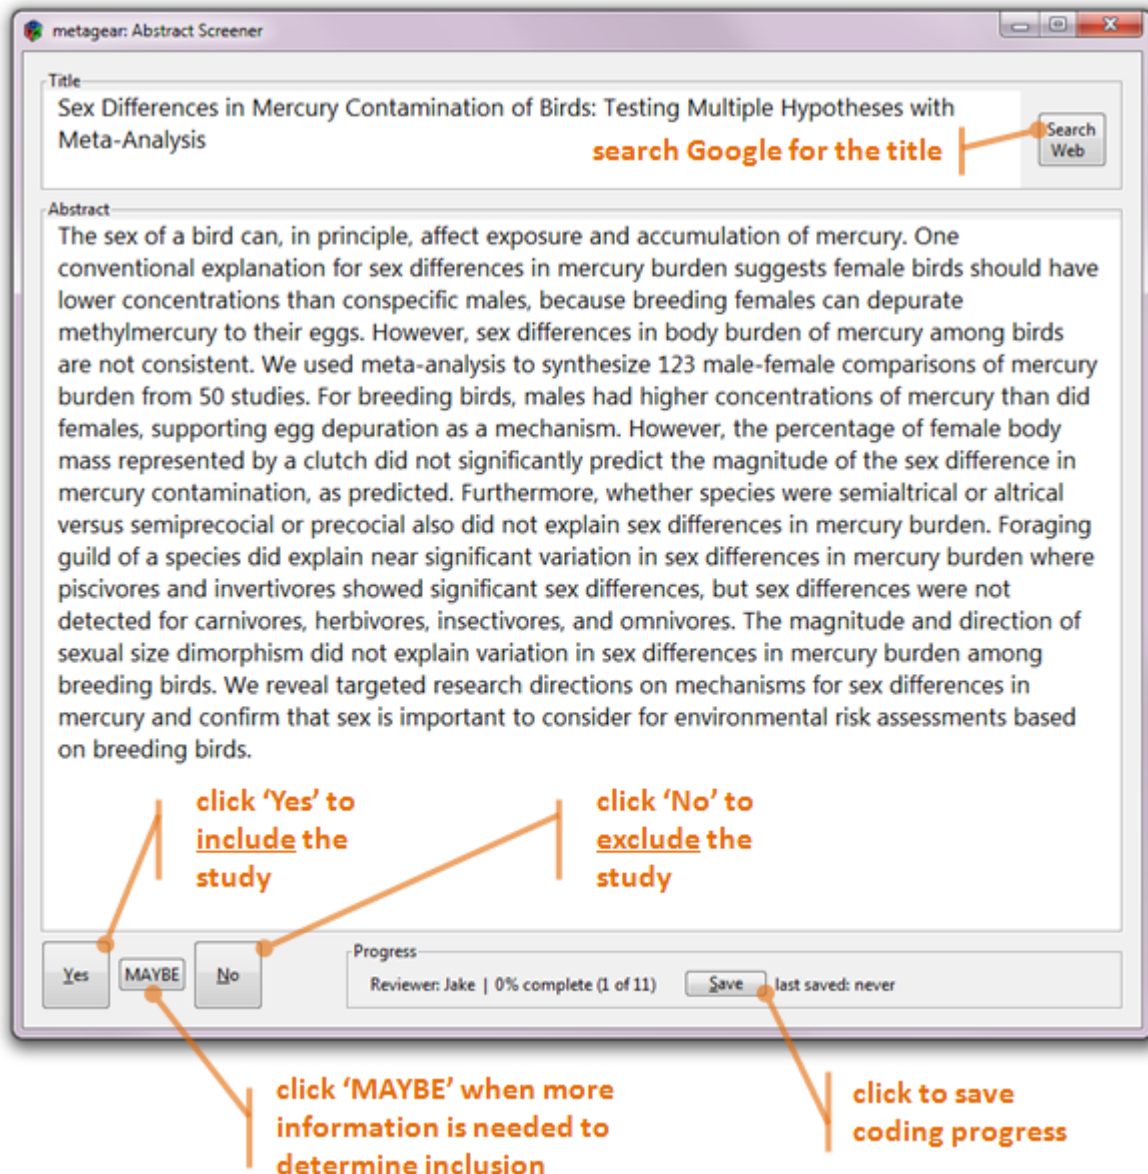 metagear: Abstract Screener
Title
Sex Differences in Mercury Contamination of Birds: Testing Multiple Hypotheses with
Meta-Analysis
search Google for the title
Search
Web
Abstract
The sex of a bird can, in principle, affect exposure and accumulation of mercury. One
conventional explanation for sex differences in mercury burden suggests female birds should have
lower concentrations than conspecific males, because breeding females can depurate
methylmercury to their eggs. However, sex differences in body burden of mercury among birds
are not consistent. We used meta-analysis to synthesize 123 male-female comparisons of mercury
burden from 50 studies. For breeding birds, males had higher concentrations of mercury than did
females, supporting egg depuration as a mechanism. However, the percentage of female body
mass represented by a clutch did not significantly predict the magnitude of the sex difference in
mercury contamination, as predicted. Furthermore, whether species were semialtrical or altrical
versus semiprecocial or precocial also did not explain sex differences in mercury burden. Foraging
guild of a species did explain near significant variation in sex differences in mercury burden where
piscivores and invertivores showed significant sex differences, but sex differences were not
detected for carnivores, herbivores, insectivores, and omnivores. The magnitude and direction of
sexual size dimorphism did not explain variation in sex differences in mercury burden among
breeding birds. We reveal targeted research directions on mechanisms for sex differences in
mercury and confirm that sex is important to consider for environmental risk assessments based
on breeding birds.
click ‘Yes’ to
include the
study
click ‘No’ to
exclude the
study
Yes
MAYBE
No
Progress
Reviewer: Jake | 0% complete (1 of 11)
Save
last saved: never
click ‘MAYBE’ when more
information is needed to
determine inclusion
click to save
coding progress